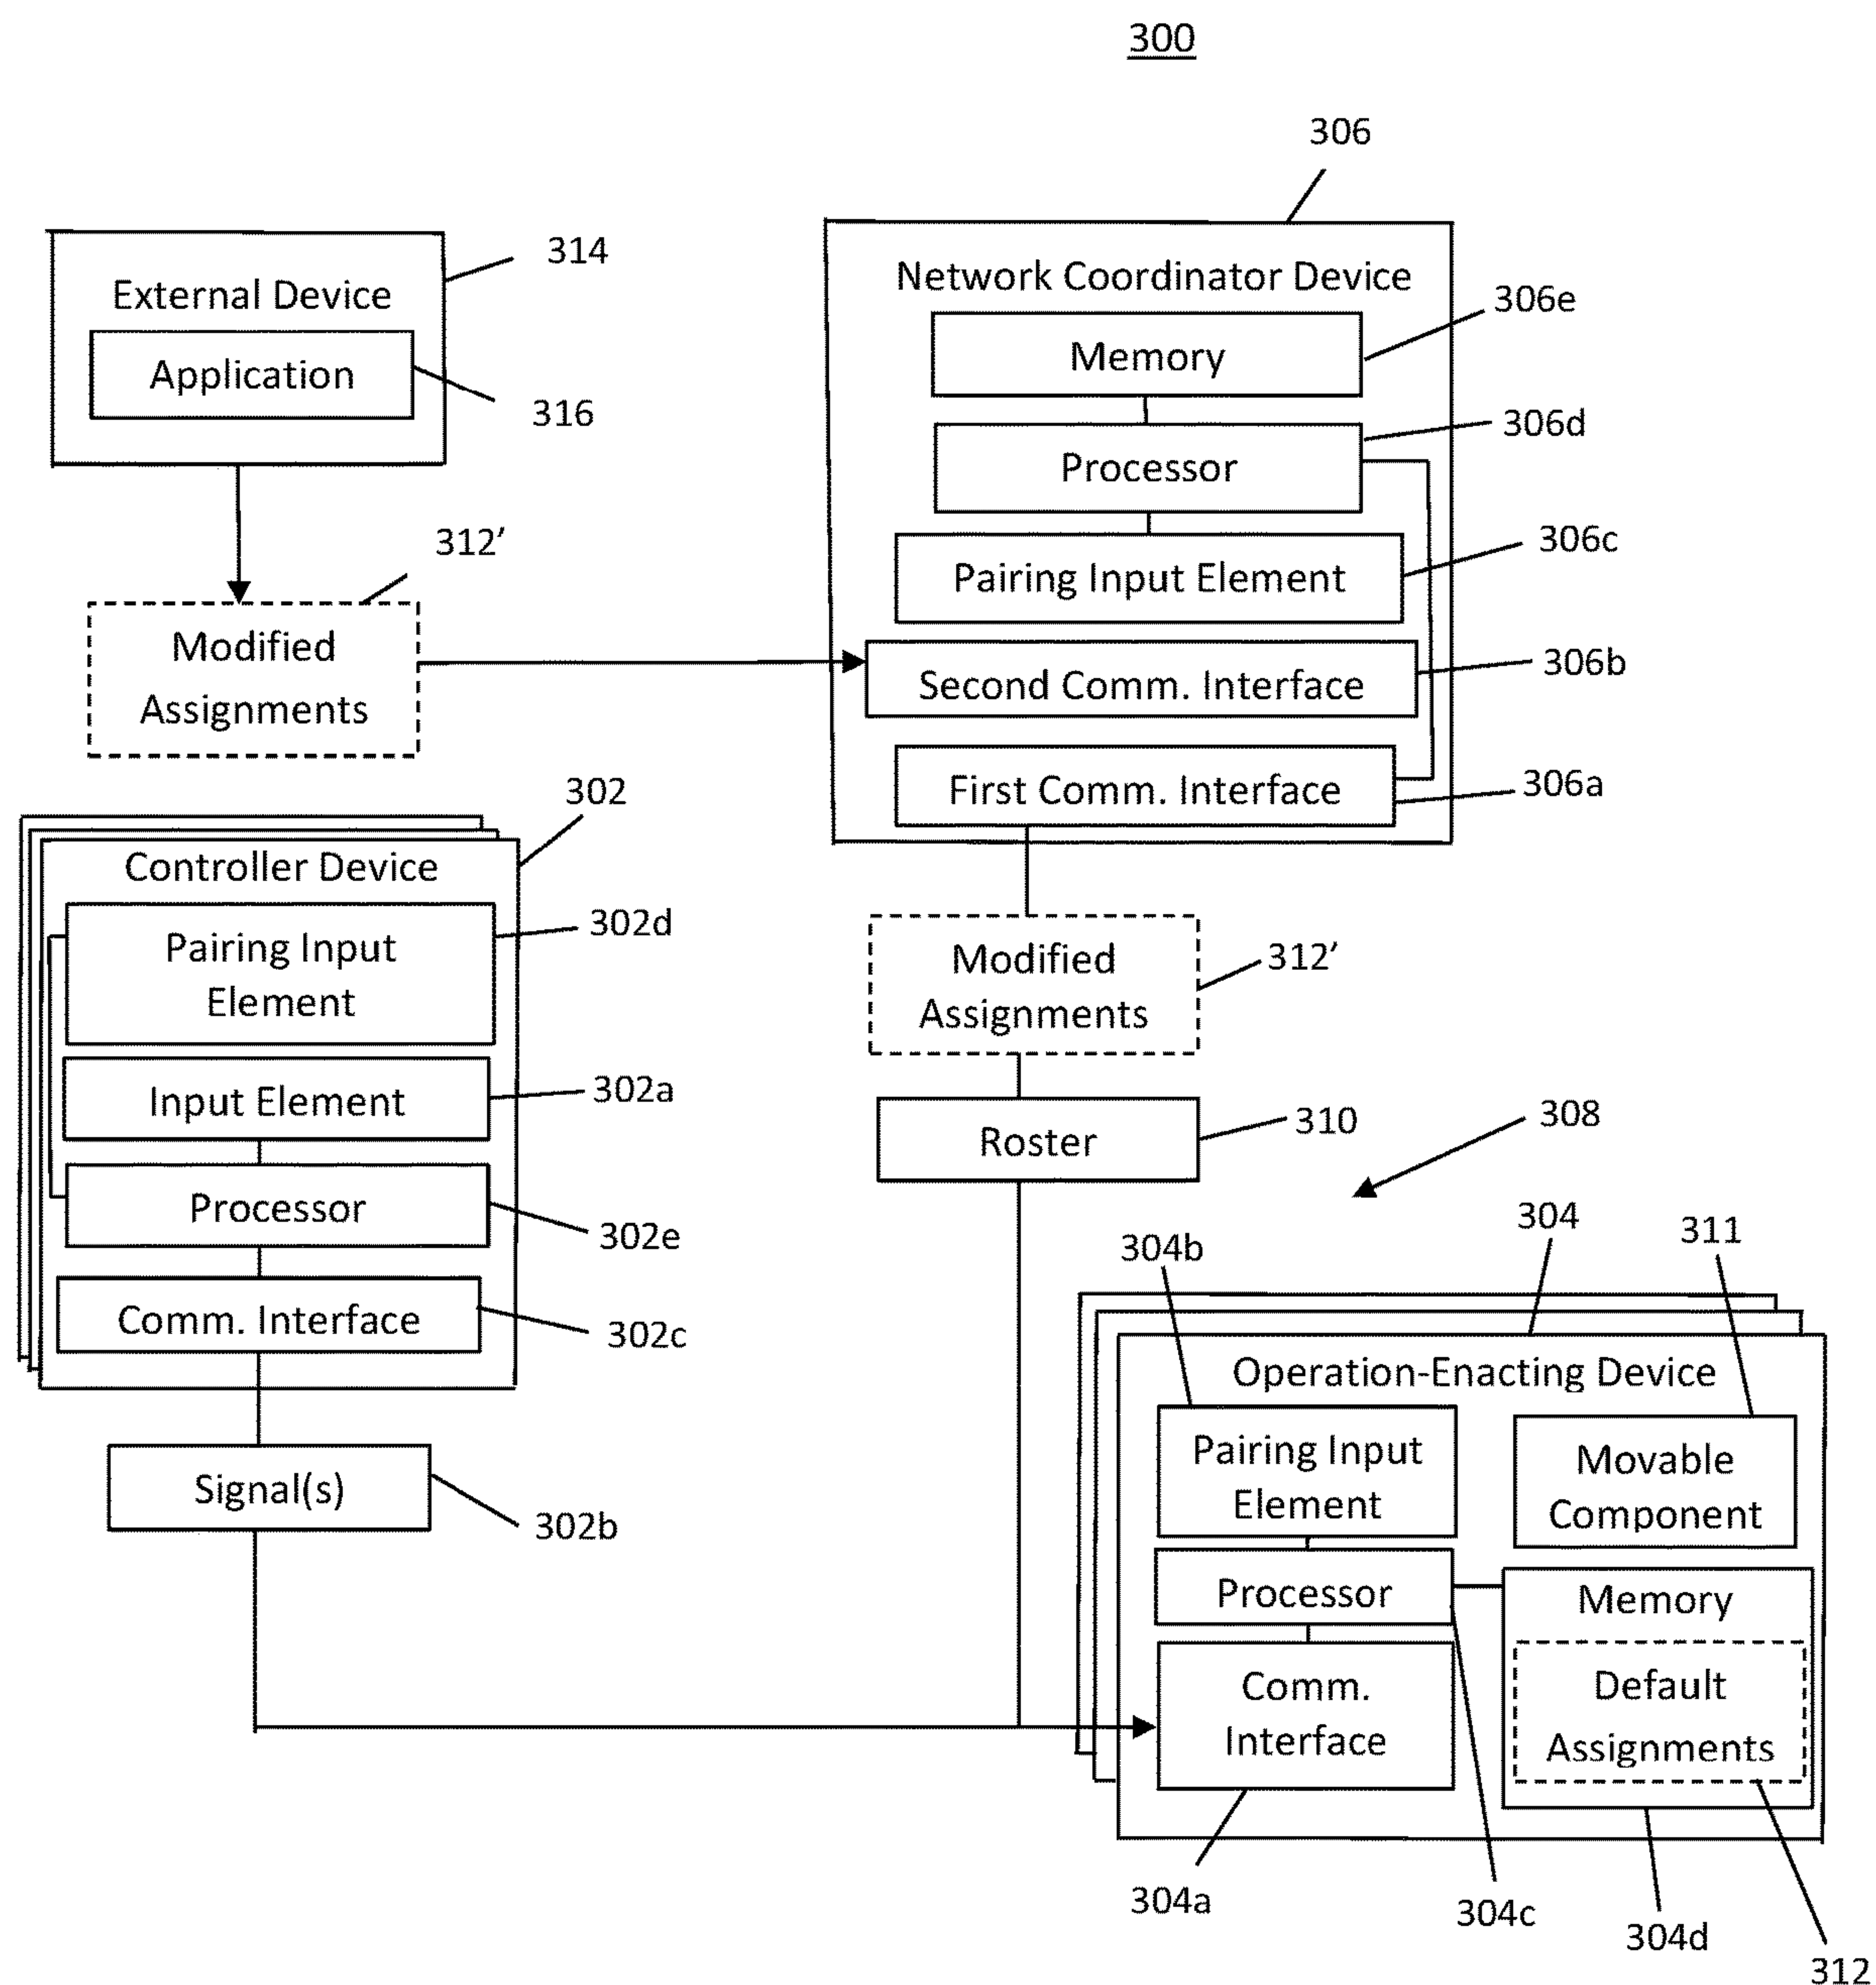 300
306
314
External Device
Application
316
Network Coordinator Device
306e
Memory
306d
Processor
306c
Pairing Input Element
306b
Second Comm. Interface
306a
First Comm. Interface
312’
Modified
Assignments
302
Controller Device
302d
Pairing Input
Element
302a
Input Element
Processor
302e
Comm. Interface
302c
Signal(s)
302b
Modified
Assignments
312’
Roster
310
308
304
311
304b
Operation-Enacting Device
Pairing Input
Element
Movable
Component
Processor
Memory
Comm.
Interface
Default
Assignments
304a
304c
304d
312